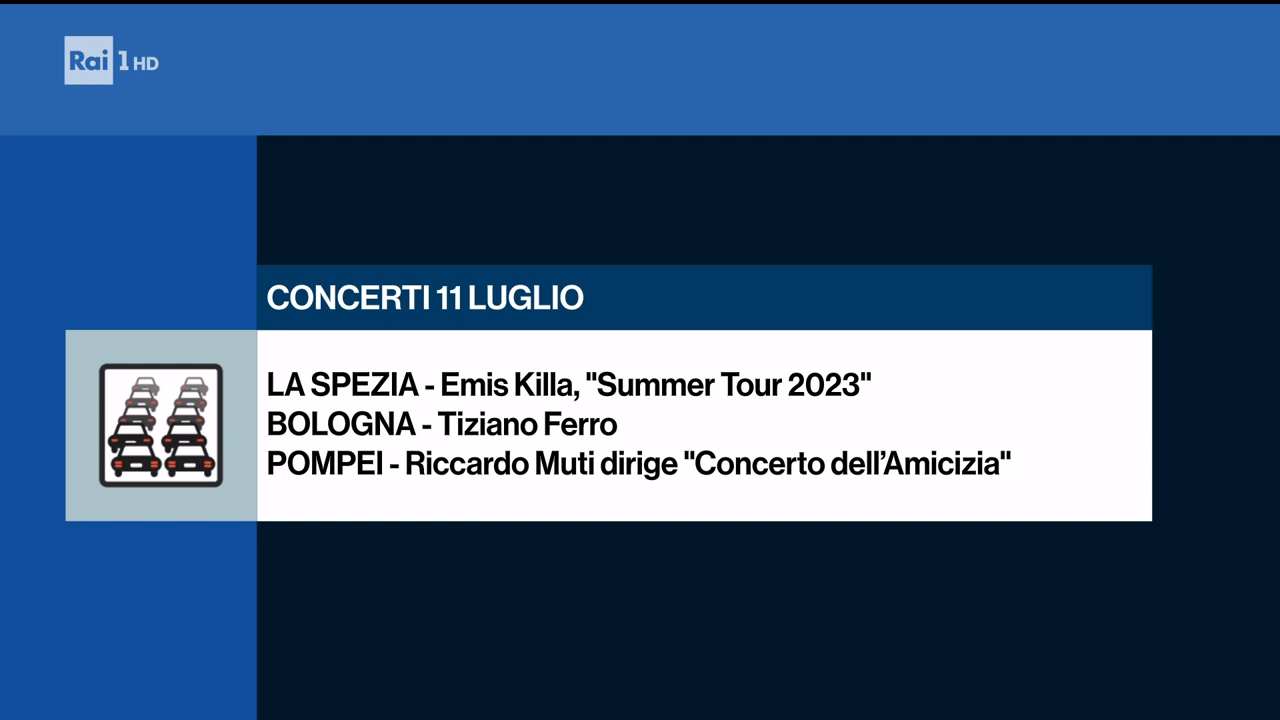 Rai 1 HD
CONCERTI 11 LUGLIO
LA SPEZIA - Emis Killa, "Summer Tour 2023"
BOLOGNA - Tiziano Ferro
POMPEI - Riccardo Muti dirige "Concerto dell’Amicizia"